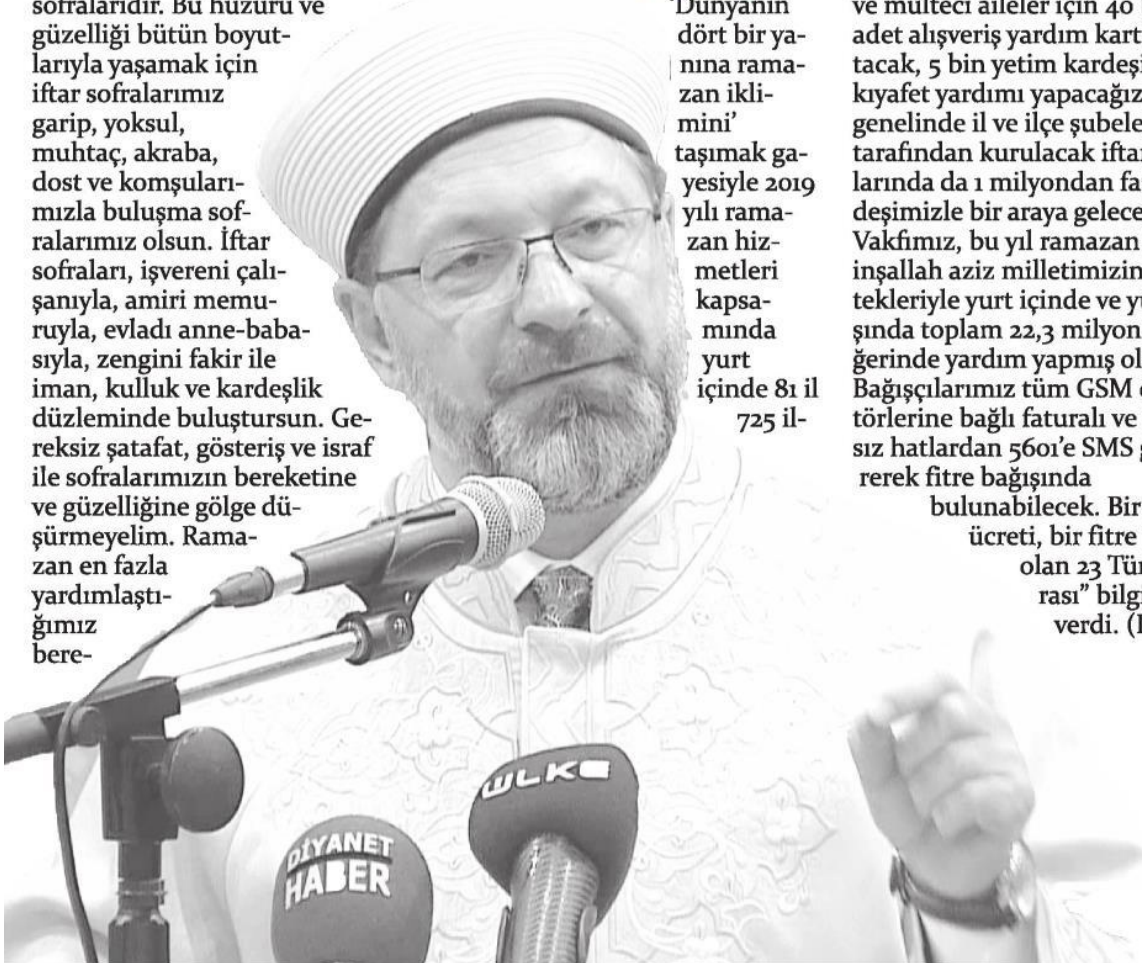 sofralarıdır. Bu huzuru ve
güzelliği bütün boyut-
larıyla yaşamak için
iftar sofralarımız
garip, yoksul,
muhtaç, akraba,
dost ve komşuları-
mızla buluşma sof-
ralarımız olsun. İftar
sofraları, işvereni çalı-
şanıyla, amiri memu-
ruyla, evladı anne-baba-
sıyla, zengini fakir ile
iman, kulluk ve kardeşlik
düzleminde buluştursun. Ge-
reksiz şatafat, gösteriş ve israf
ile sofralarımızın bereketine
ve güzelliğine gölge dü-
şürmeyelim. Rama-
zan en fazla
yardımlaştı-
ğımız
bere-
'Dünyanın
dört bir ya-
nına rama-
zan ikli-
mini'
taşımak ga-
yesiyle 2019
yılı rama-
zan hiz-
metleri
kapsa-
mında
yurt
içinde 81 il
725 il-
ve mülteci aileler için 40
adet alışveriş yardım kart
tacak, 5 bin yetim kardeşi
kıyafet yardımı yapacağız
genelinde il ve ilçe şubele
tarafından kurulacak iftar
larında da 1 milyondan fa
deşimizle bir araya gelece
Vakfımız, bu yıl ramazan
inşallah aziz milletimizin
tekleriyle yurt içinde ve yu
şında toplam 22,3 milyon
ğerinde yardım yapmış ol
Bağışçılarımız tüm GSM
törlerine bağlı faturalı ve
sız hatlardan 5601'e SMS
rerek fitre bağışında
bulunabilecek. Bir
ücreti, bir fitre
olan 23 Tür
rası" bilgi
verdi. (
ÜLKE
DİYANET
HABER